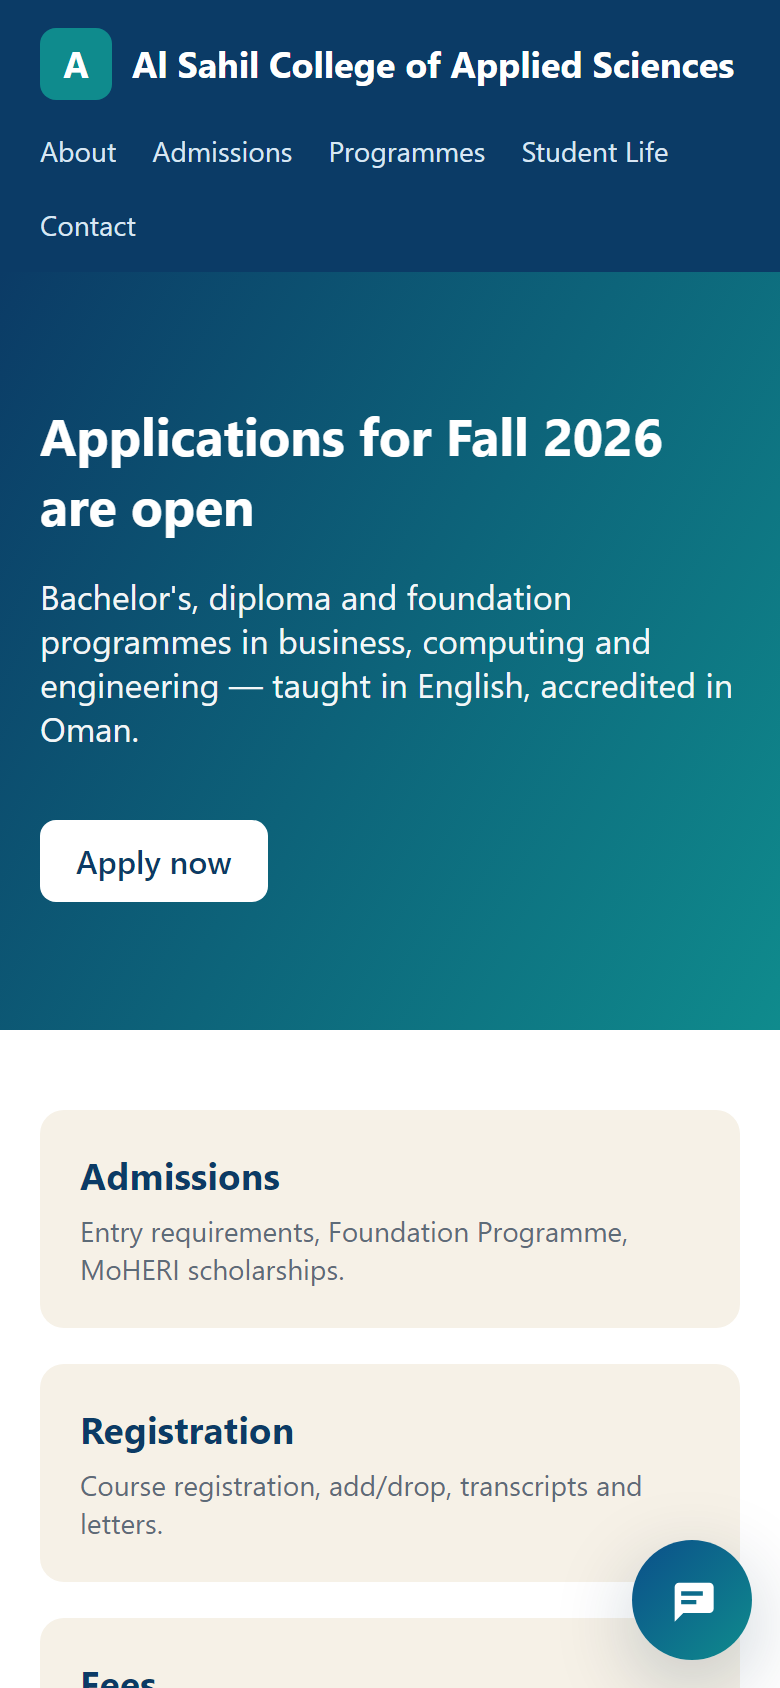 A
Al Sahil College of Applied Sciences
About Admissions Programmes Student Life
Contact
Applications for Fall 2026
are open
Bachelor's, diploma and foundation
programmes in business, computing and
engineering — taught in English, accredited in
Oman.
Apply now
Admissions
Entry requirements, Foundation Programme,
MoHERI scholarships.
Registration
Course registration, add/drop, transcripts and
letters.
Fees